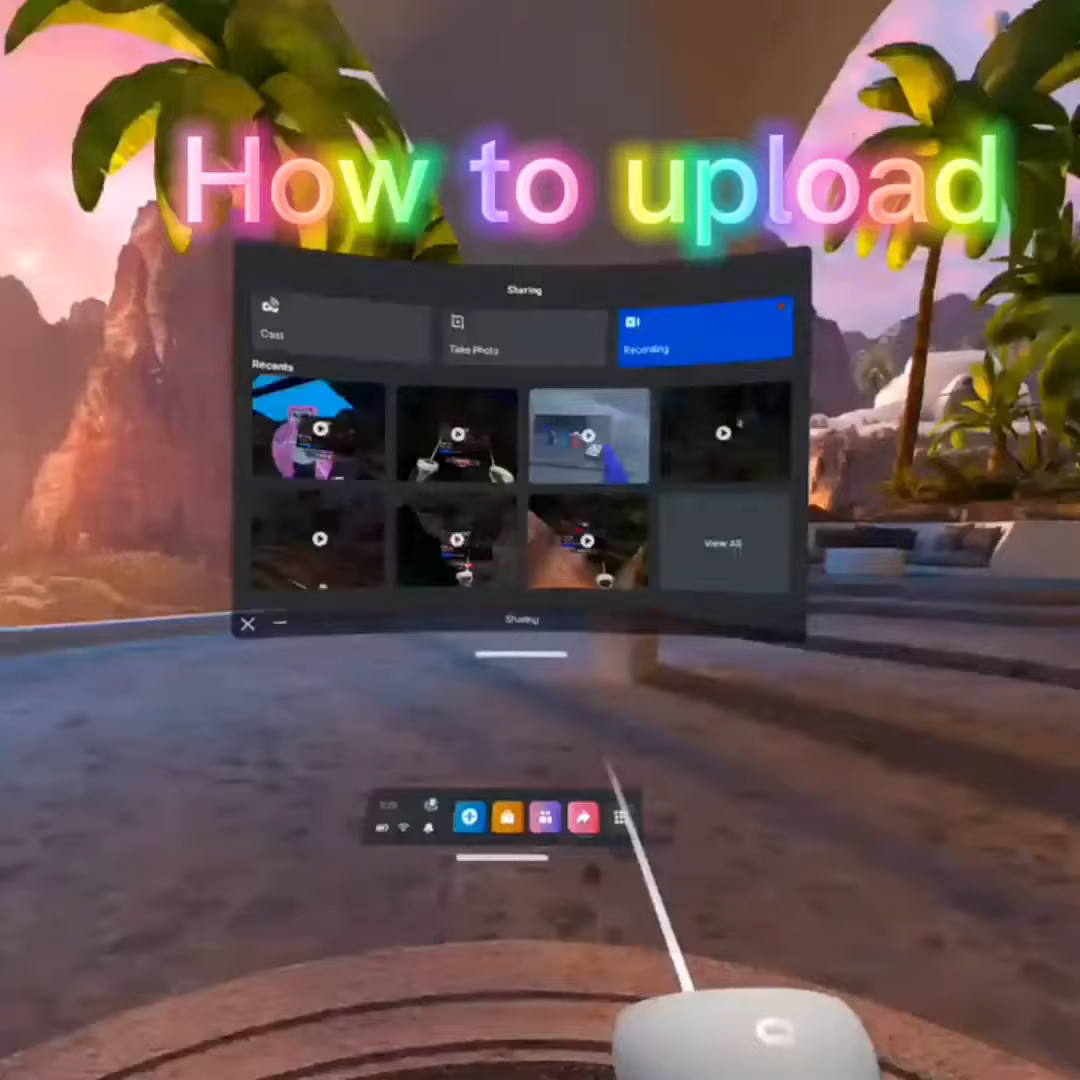 How to upload
Sharing
Cast
Take Photo
Recording
Recents
View All
Sharing